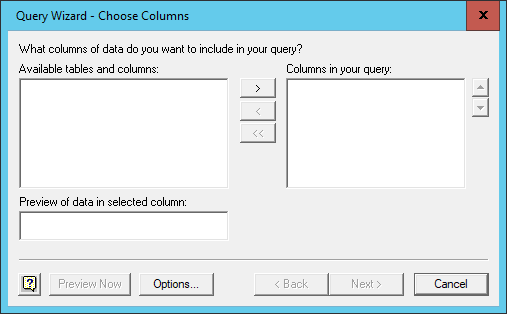 Query Wizard - Choose Columns
x
What columns of data do you want to include in your query?
Available tables and columns:
Columns in your query:
>
<
<<
Preview of data in selected column:
?
Preview Now
Options...
< Back
Next >
Cancel